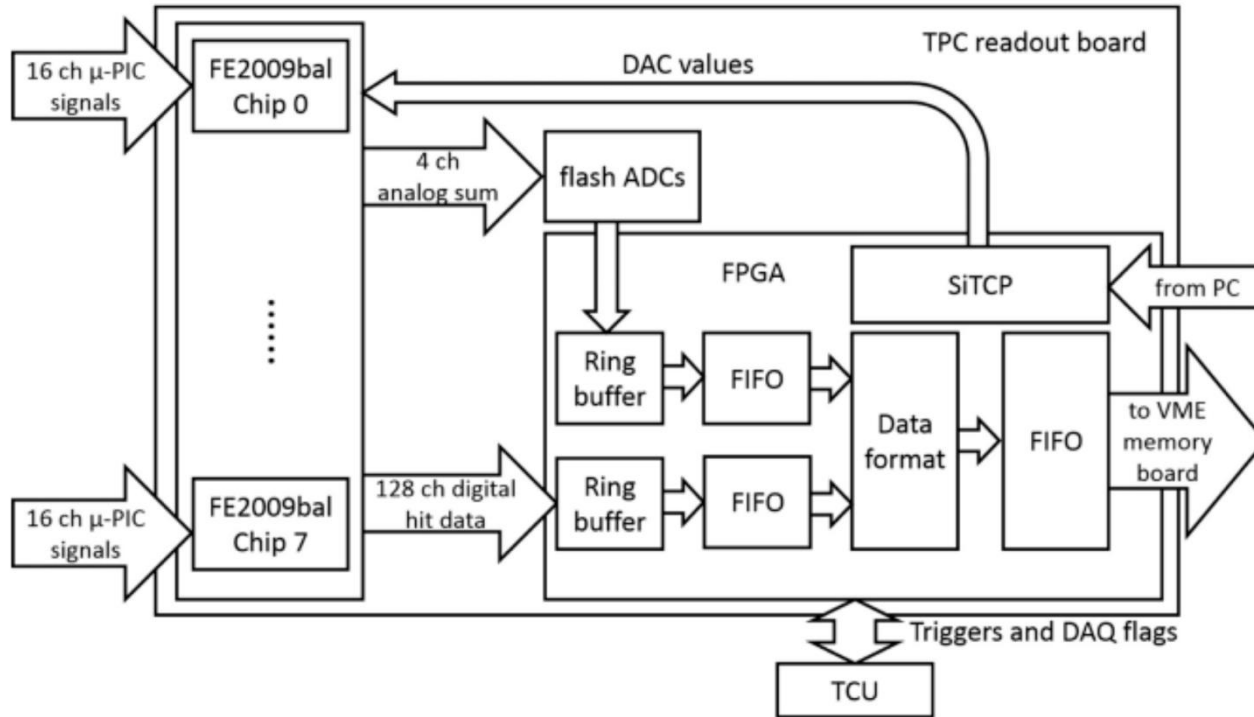 TPC readout board
16 ch μ-PIC
signals
FE2009bal
Chip 0
DAC values
4 ch
analog sum
flash ADCs
FPGA
SiTCP
from PC
Ring
buffer
FIFO
Data
format
FIFO
to VME
memory
board
Ring
buffer
FIFO
16 ch μ-PIC
signals
FE2009bal
Chip 7
128 ch digital
hit data
Triggers and DAQ flags
TCU